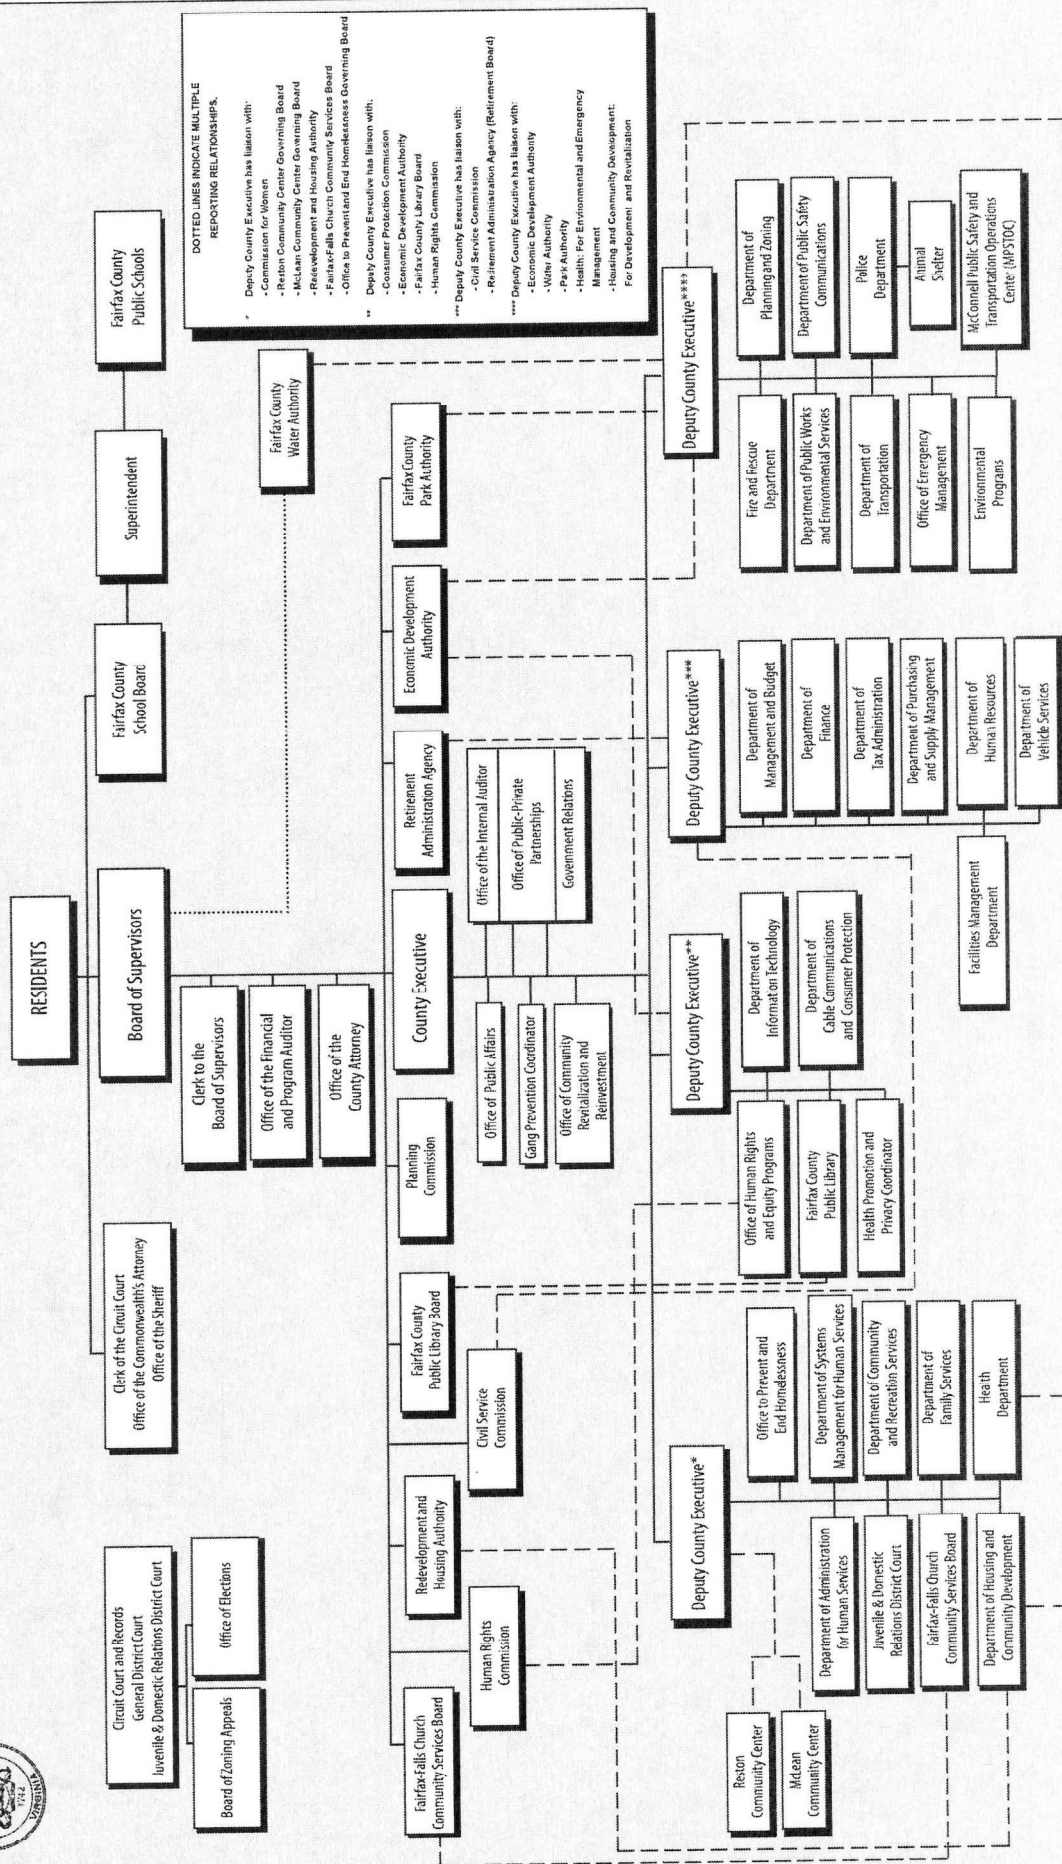 1742
VIRGINIA
RESIDENTS
Circuit Court and Records
General District Court
Juvenile & Domestic Relations District Court
Board of Zoning Appeals
Office of Elections
Clerk of the Circuit Court
Office of the Commonwealth's Attorney
Office of the Sheriff
Board of Supervisors
Fairfax County
School Board
Superintendent
Fairfax County
Public Schools
Clerk to the
Board of Supervisors
Office of the Financial
and Program Auditor
Office of the
County Attorney
Fairfax County
Water Authority
DOTTED LINES INDICATE MULTIPLE
REPORTING RELATIONSHIPS.
* Deputy County Executive has liaison with:
- Commission for Women
- Reston Community Center Governing Board
- McLean Community Center Governing Board
- Redevelopment and Housing Authority
- Fairfax-Falls Church Community Services Board
- Office to Prevent and End Homelessness Governing Board
** Deputy County Executive has liaison with:
- Consumer Protection Commission
- Economic Development Authority
- Fairfax County Library Board
- Human Rights Commission
*** Deputy County Executive has liaison with:
- Civil Service Commission
- Retirement Administration Agency (Retirement Board)
**** Deputy County Executive has liaison with:
- Economic Development Authority
- Water Authority
- Park Authority
- Health: For Environmental and Emergency
Management
- Housing and Community Development:
For Development and Revitalization
Fairfax-Falls Church
Community Services Board
Human Rights
Commission
Redevelopment and
Housing Authority
Civil Service
Commission
Fairfax County
Public Library Board
Planning
Commission
County Executive
Retirement
Administration Agency
Economic Development
Authority
Fairfax County
Park Authority
Office of Public Affairs
Gang Prevention Coordinator
Office of Community
Revitalization and
Reinvestment
Office of the Internal Auditor
Office of Public-Private
Partnerships
Government Relations
Deputy County Executive*
Reston
Community Center
McLean
Community Center
Department of Administration
for Human Services
Juvenile & Domestic
Relations District Court
Fairfax-Falls Church
Community Services Board
Department of Housing and
Community Development
Office to Prevent and
End Homelessness
Department of Systems
Management for Human Services
Department of Community
and Recreation Services
Department of
Family Services
Health
Department
Deputy County Executive**
Office of Human Rights
and Equity Programs
Fairfax County
Public Library
Health Promotion and
Privacy Coordinator
Department of
Information Technology
Department of
Cable Communications
and Consumer Protection
Deputy County Executive***
Facilities Management
Department
Department of
Management and Budget
Department of
Finance
Department of
Tax Administration
Department of Purchasing
and Supply Management
Department of
Human Resources
Department of
Vehicle Services
Deputy County Executive****
Fire and Rescue
Department
Department of Public Works
and Environmental Services
Department of
Transportation
Office of Emergency
Management
Environmental
Programs
Department of
Planning and Zoning
Department of Public Safety
Communications
Police
Department
Animal
Shelter
McConnell Public Safety and
Transportation Operations
Center (MPSTOC)